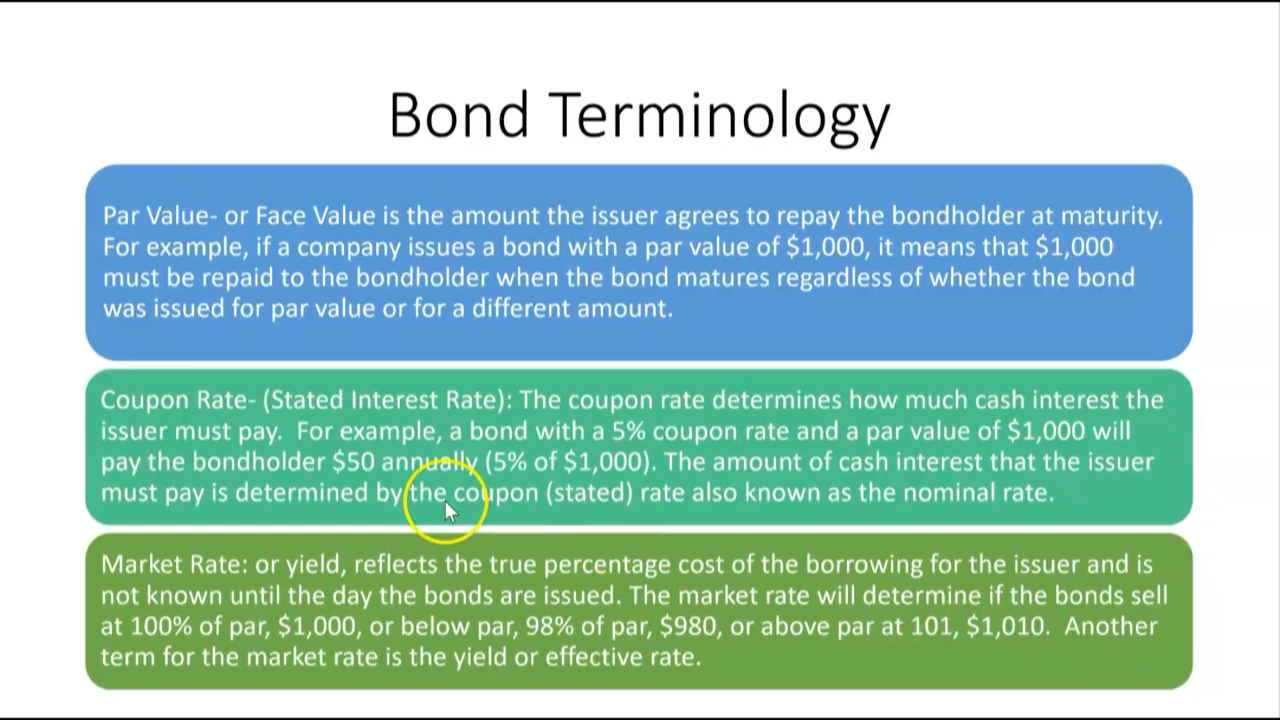 Bond Terminology
Par Value- or Face Value is the amount the issuer agrees to repay the bondholder at maturity.
For example, if a company issues a bond with a par value of $1,000, it means that $1,000
must be repaid to the bondholder when the bond matures regardless of whether the bond
was issued for par value or for a different amount.
Coupon Rate- (Stated Interest Rate): The coupon rate determines how much cash interest the
issuer must pay.  For example, a bond with a 5% coupon rate and a par value of $1,000 will
pay the bondholder $50 annually (5% of $1,000). The amount of cash interest that the issuer
must pay is determined by the coupon (stated) rate also known as the nominal rate.
Market Rate: or yield, reflects the true percentage cost of the borrowing for the issuer and is
not known until the day the bonds are issued. The market rate will determine if the bonds sell
at 100% of par, $1,000, or below par, 98% of par, $980, or above par at 101, $1,010.  Another
term for the market rate is the yield or effective rate.